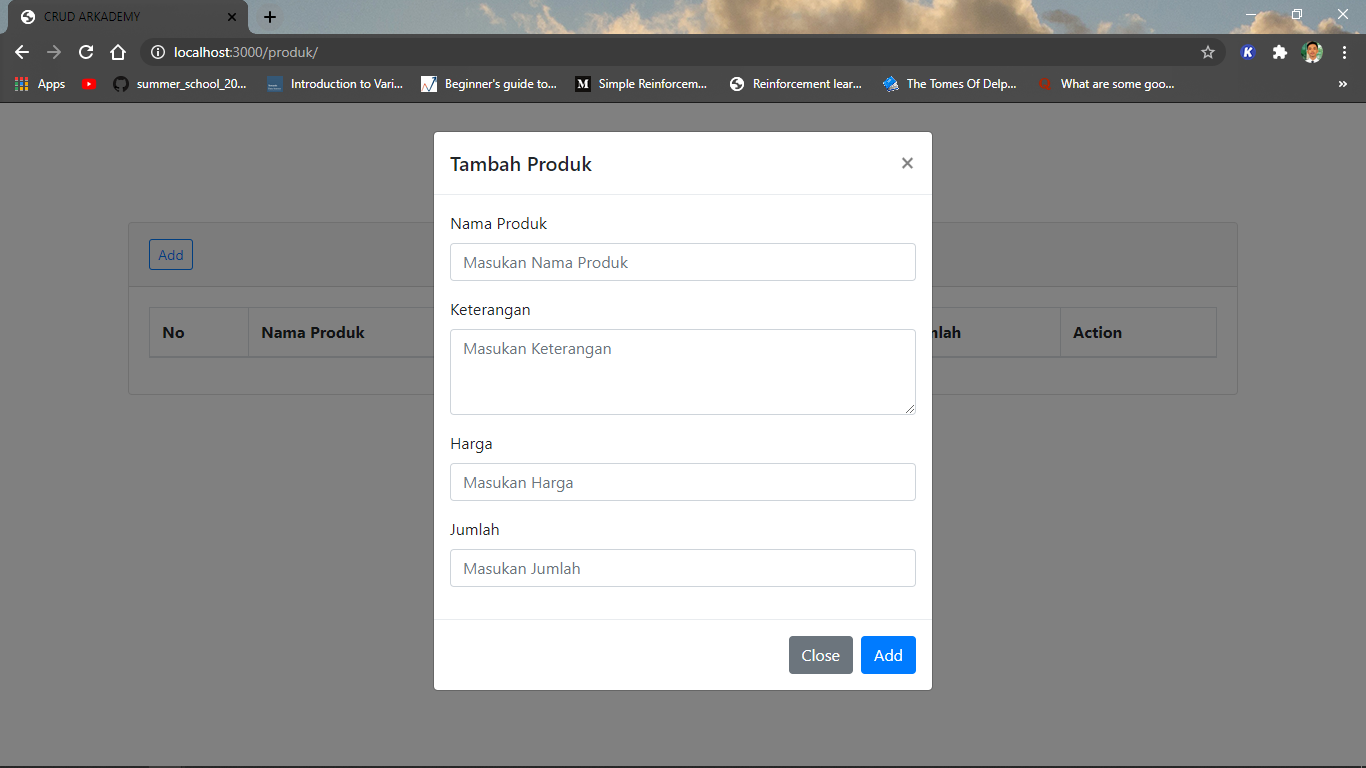 CRUD ARKADEMY
localhost:3000/produk/
Apps summer_school_20... Introduction to Vari... Beginner's guide to... Simple Reinforcem... Reinforcement lear... The Tomes Of Delp... What are some goo...
Tambah Produk
Nama Produk
Masukan Nama Produk
Keterangan
Masukan Keterangan
Harga
Masukan Harga
Jumlah
Masukan Jumlah
Close Add
Add
No Nama Produk Action